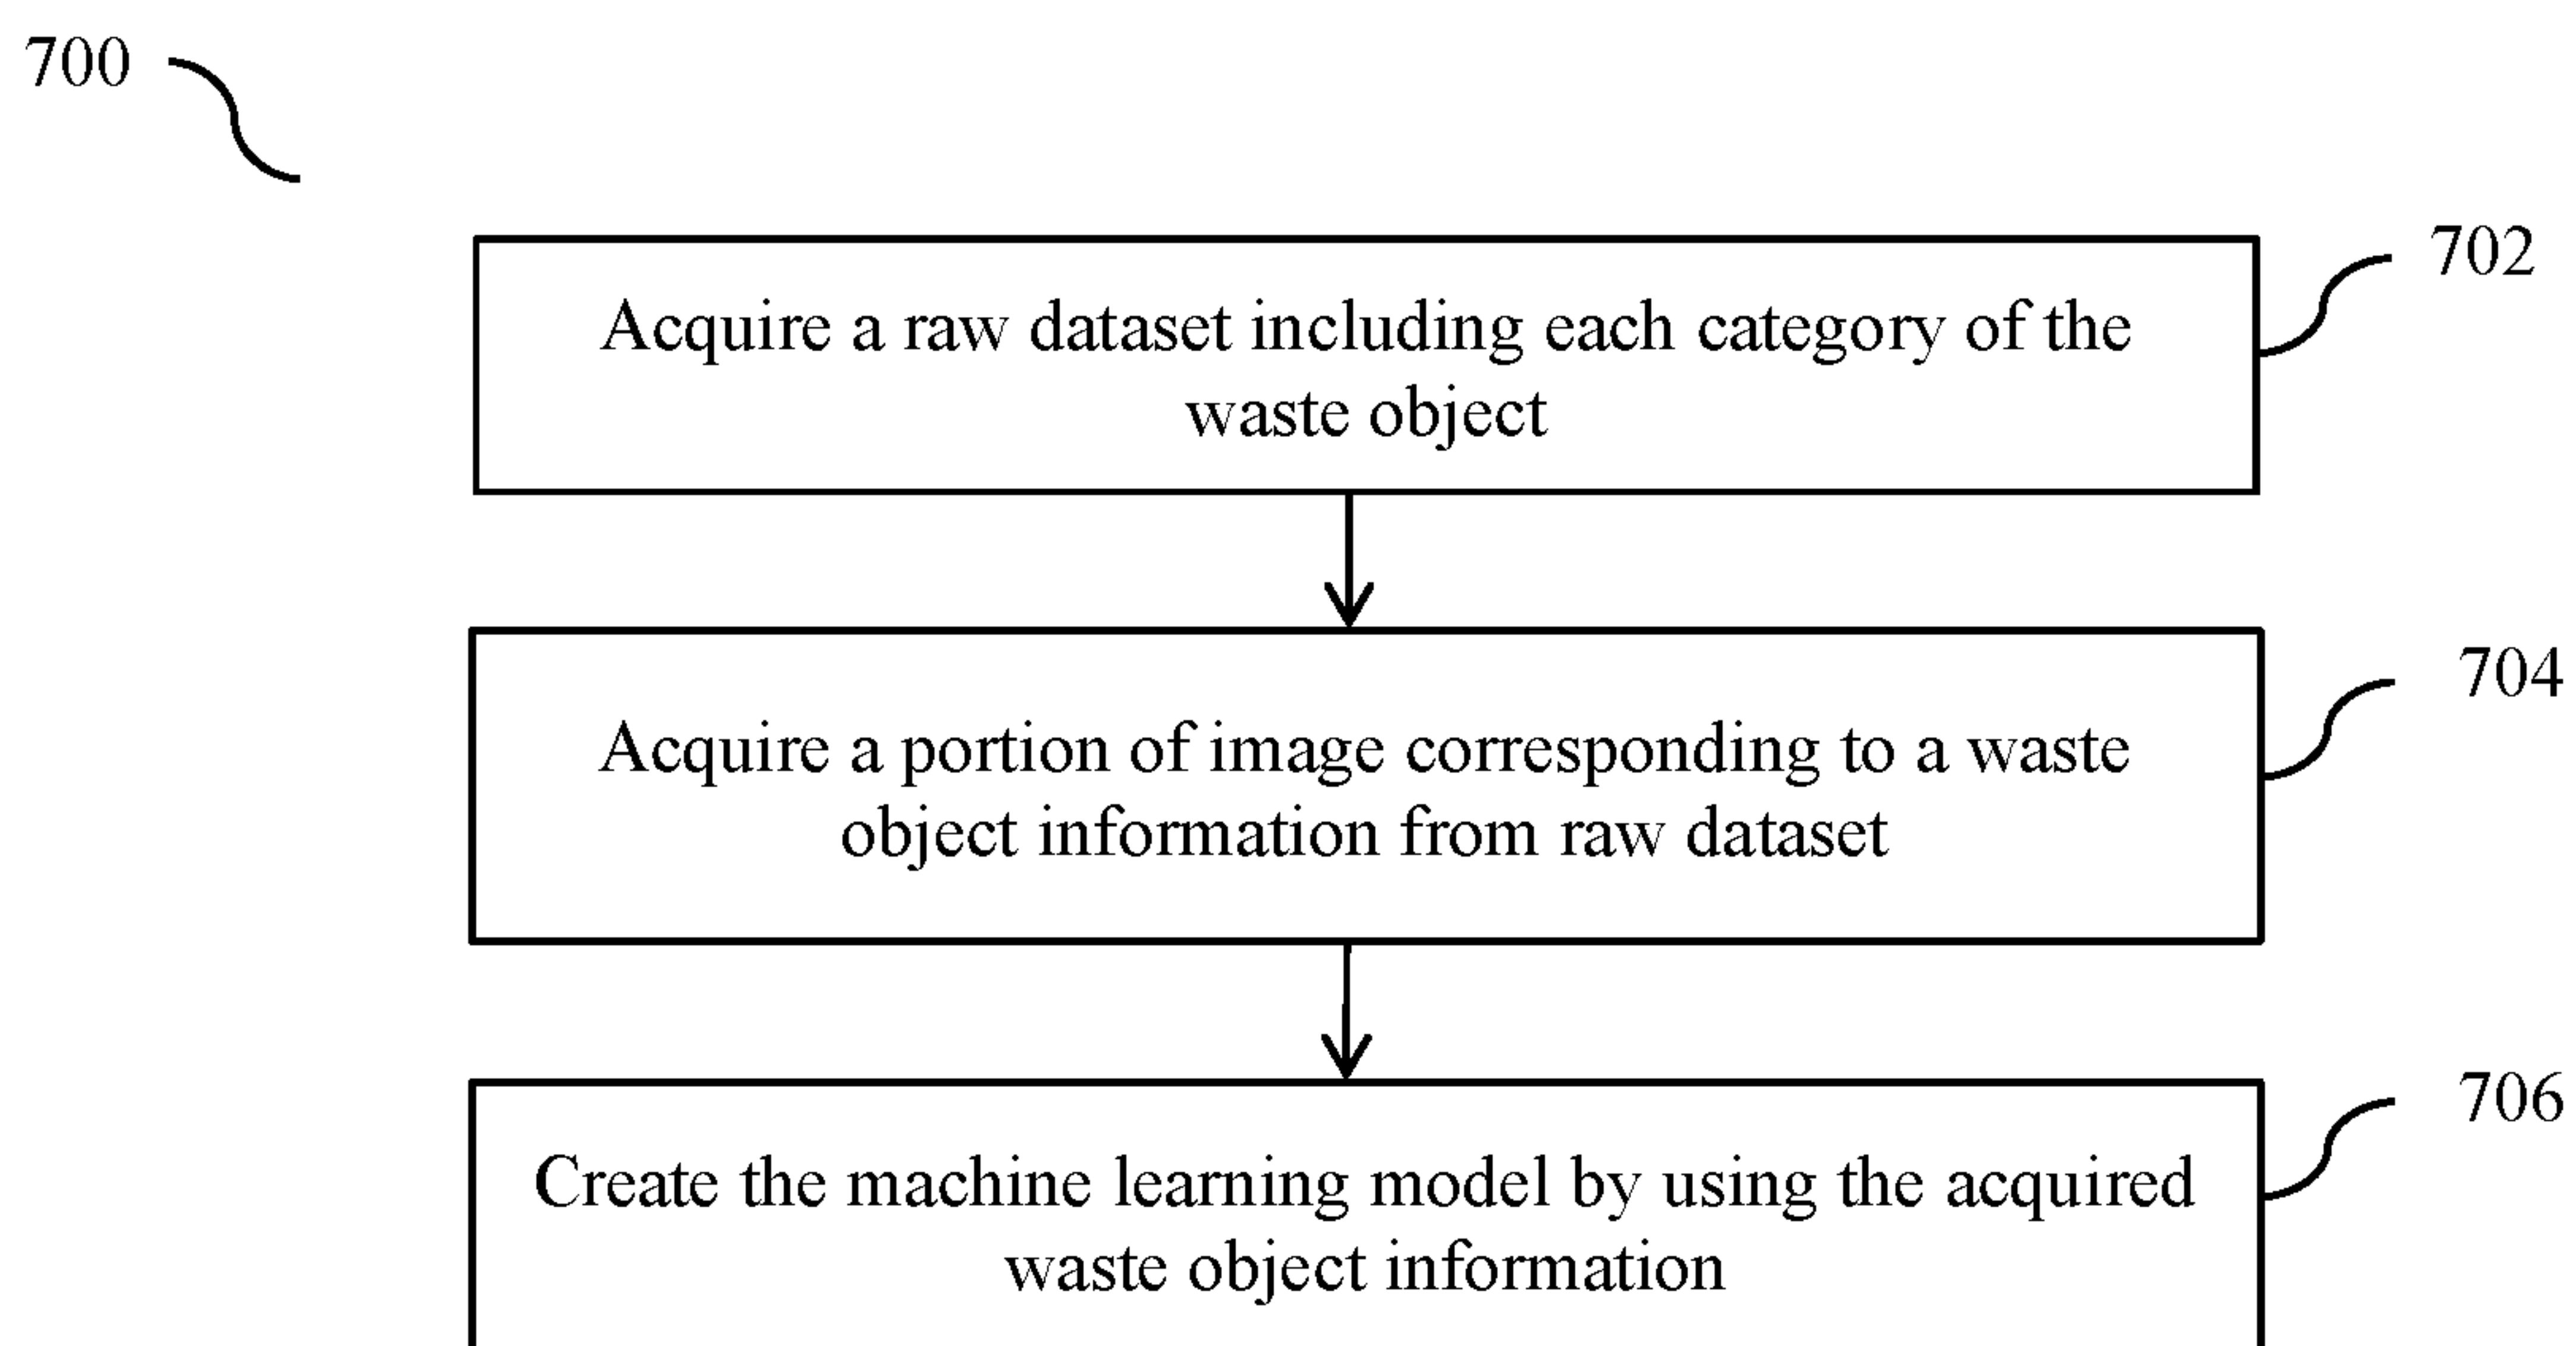 700
702
Acquire a raw dataset including each category of the
waste object
704
Acquire a portion of image corresponding to a waste
object information from raw dataset
706
Create the machine learning model by using the acquired
waste object information